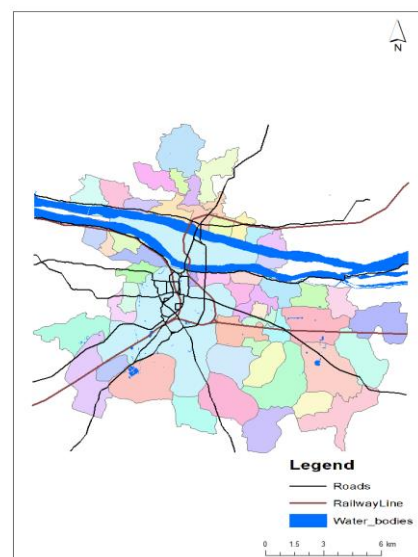 N
Legend
Roads
RailwayLine
Water_bodies
0 1.5 3 6 km